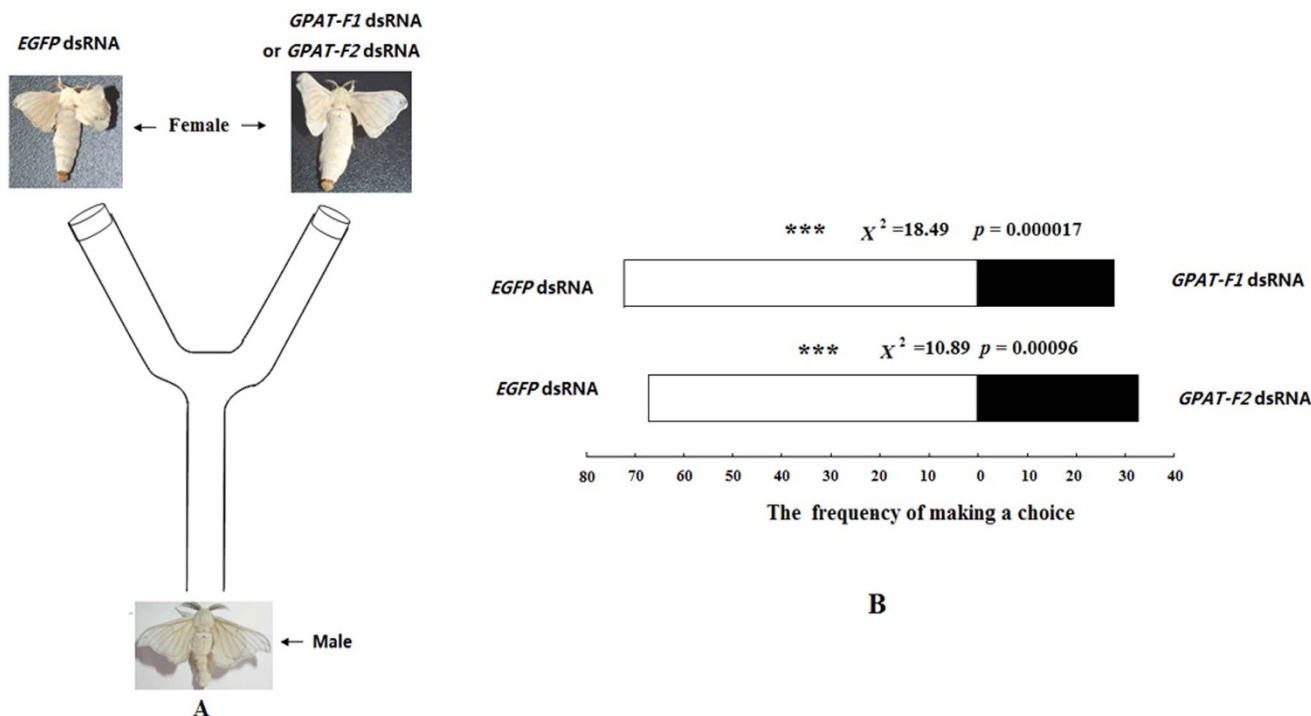 EGFP dsRNA
GPAT-F1 dsRNA
or GPAT-F2 dsRNA
← Female →
← Male
A
*** X² =18.49 p = 0.000017
EGFP dsRNA
GPAT-F1 dsRNA
*** X² =10.89 p = 0.00096
EGFP dsRNA
GPAT-F2 dsRNA
80 70 60 50 40 30 20 10 0 20 30 40
The frequency of making a choice
B